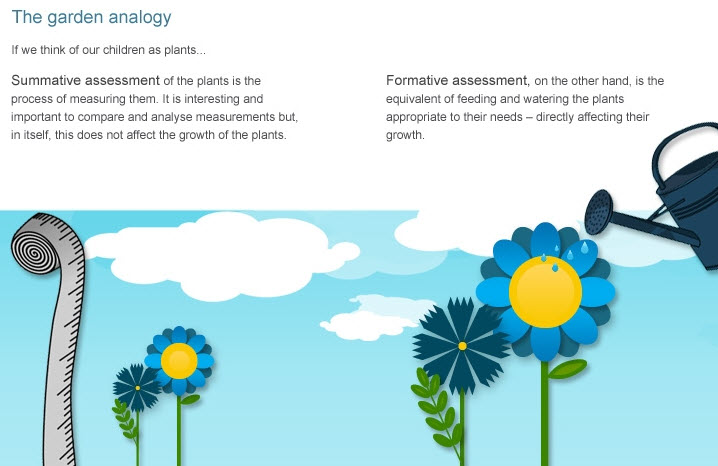 The garden analogy
If we think of our children as plants...
Summative assessment of the plants is the
process of measuring them. It is interesting and
important to compare and analyse measurements but,
in itself, this does not affect the growth of the plants.
Formative assessment, on the other hand, is the
equivalent of feeding and watering the plants
appropriate to their needs – directly affecting their
growth.